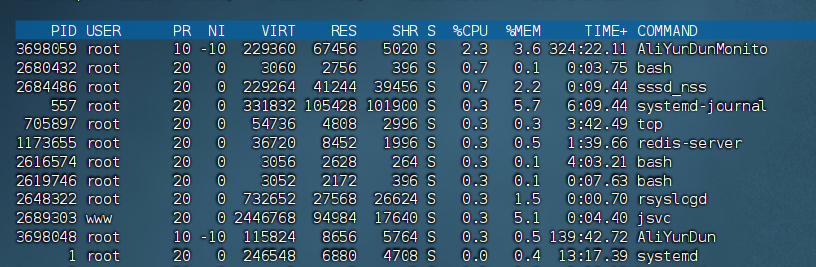 PID USER PR NI VIRT RES SHR S %CPU %MEM TIME+ COMMAND
3698059 root 10 -10 229360 67456 5020 S 2.3 3.6 324:22.11 AliYunDunMonito
2680432 root 20 0 3060 2756 396 S 0.7 0.1 0:03.75 bash
2684486 root 20 0 229264 41244 39456 S 0.7 2.2 0:09.44 sssd_nss
557 root 20 0 331832 105428 101900 S 0.3 5.7 6:09.44 systemd-journal
705897 root 20 0 54736 4808 2996 S 0.3 0.3 3:42.49 tcp
1173655 root 20 0 36720 8452 1996 S 0.3 0.5 1:39.66 redis-server
2616574 root 20 0 3056 2628 264 S 0.3 0.1 4:03.21 bash
2619746 root 20 0 3052 2172 396 S 0.3 0.1 0:07.63 bash
2648322 root 20 0 732652 27568 26624 S 0.3 1.5 0:00.70 rsyslogd
2689303 www 20 0 2446768 94984 17640 S 0.3 5.1 0:04.40 jsvc
3698048 root 10 -10 115824 8656 5764 S 0.3 0.5 139:42.72 AliYunDun
1 root 20 0 246548 6880 4708 S 0.0 0.4 13:17.39 systemd